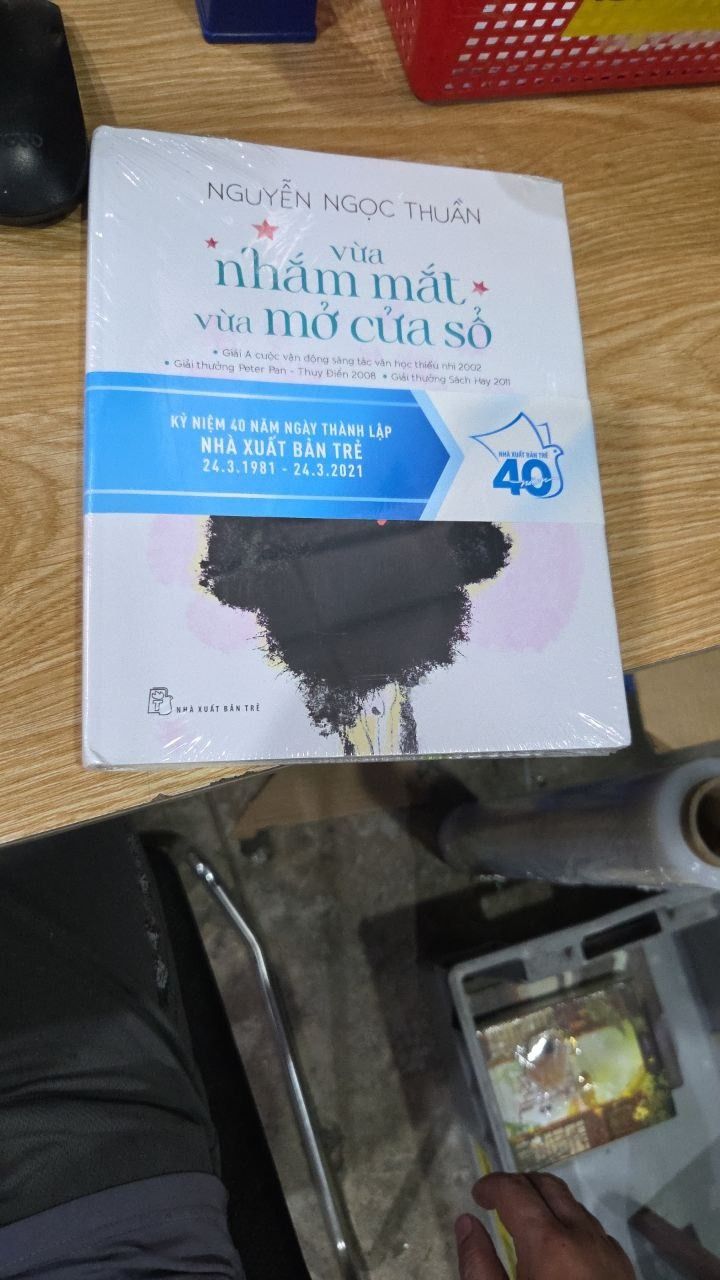 NGUYỄN NGỌC THUẦN
vừa
nhắm mắt
vừa mở cửa sổ
• Giải A cuộc vận động sáng tác văn học thiếu nhi 2002
• Giải thưởng Peter Pan - Thụy Điển 2008 • Giải thưởng Sách Hay 2011
KỶ NIỆM 40 NĂM NGÀY THÀNH LẬP
NHÀ XUẤT BẢN TRẺ
24.3.1981 - 24.3.2021
NHÀ XUẤT BẢN TRẺ
40
năm
NHÀ XUẤT BẢN TRẺ